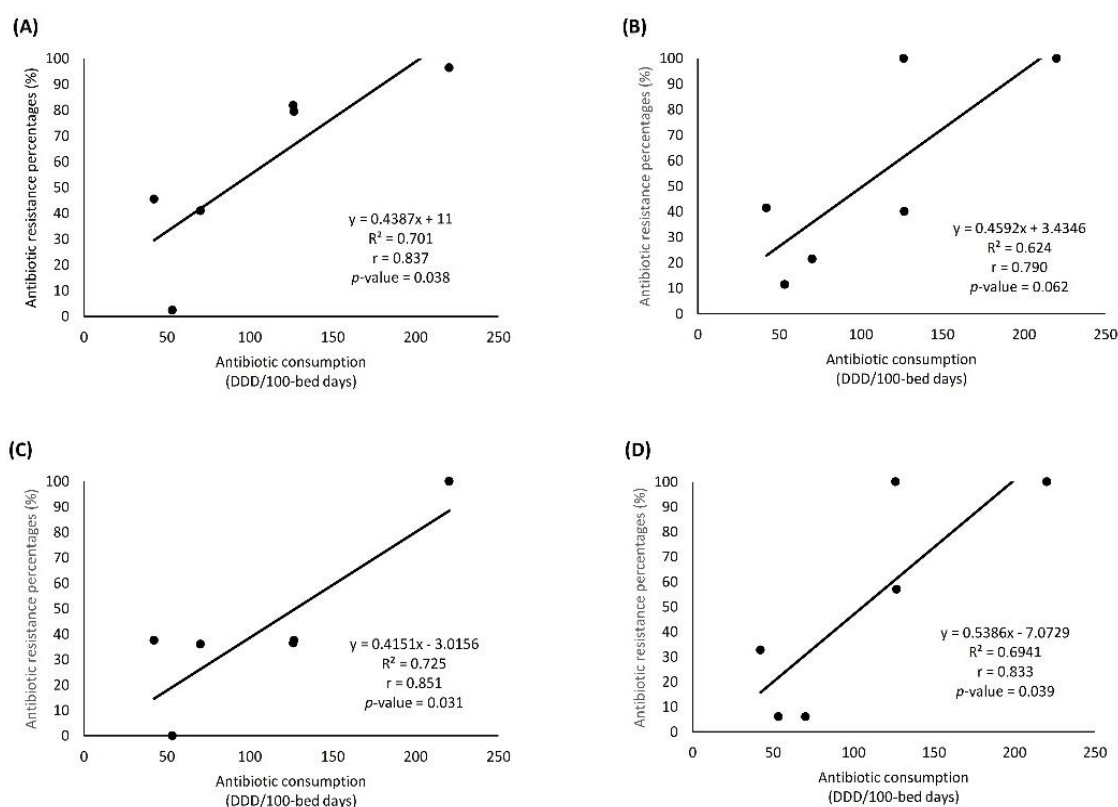 (A)
Antibiotic resistance percentages (%)
100
90
80
70
60
50
40
30
20
10
0
y = 0.4387x + 11
R² = 0.701
r = 0.837
p-value = 0.038
0 50 100 150 200 250
Antibiotic consumption
(DDD/100-bed days)
(B)
Antibiotic resistance percentages (%)
100
90
80
70
60
50
40
30
20
10
0
y = 0.4592x + 3.4346
R² = 0.624
r = 0.790
p-value = 0.062
0 50 100 150 200 250
Antibiotic consumption
(DDD/100-bed days)
(C)
Antibiotic resistance percentages (%)
100
90
80
70
60
50
40
30
20
10
0
y = 0.4151x - 3.0156
R² = 0.725
r = 0.851
p-value = 0.031
0 50 100 150 200 250
Antibiotic consumption
(DDD/100-bed days)
(D)
Antibiotic resistance percentages (%)
100
90
80
70
60
50
40
30
20
10
0
y = 0.5386x - 7.0729
R² = 0.6941
r = 0.833
p-value = 0.039
0 50 100 150 200 250
Antibiotic consumption
(DDD/100-bed days)